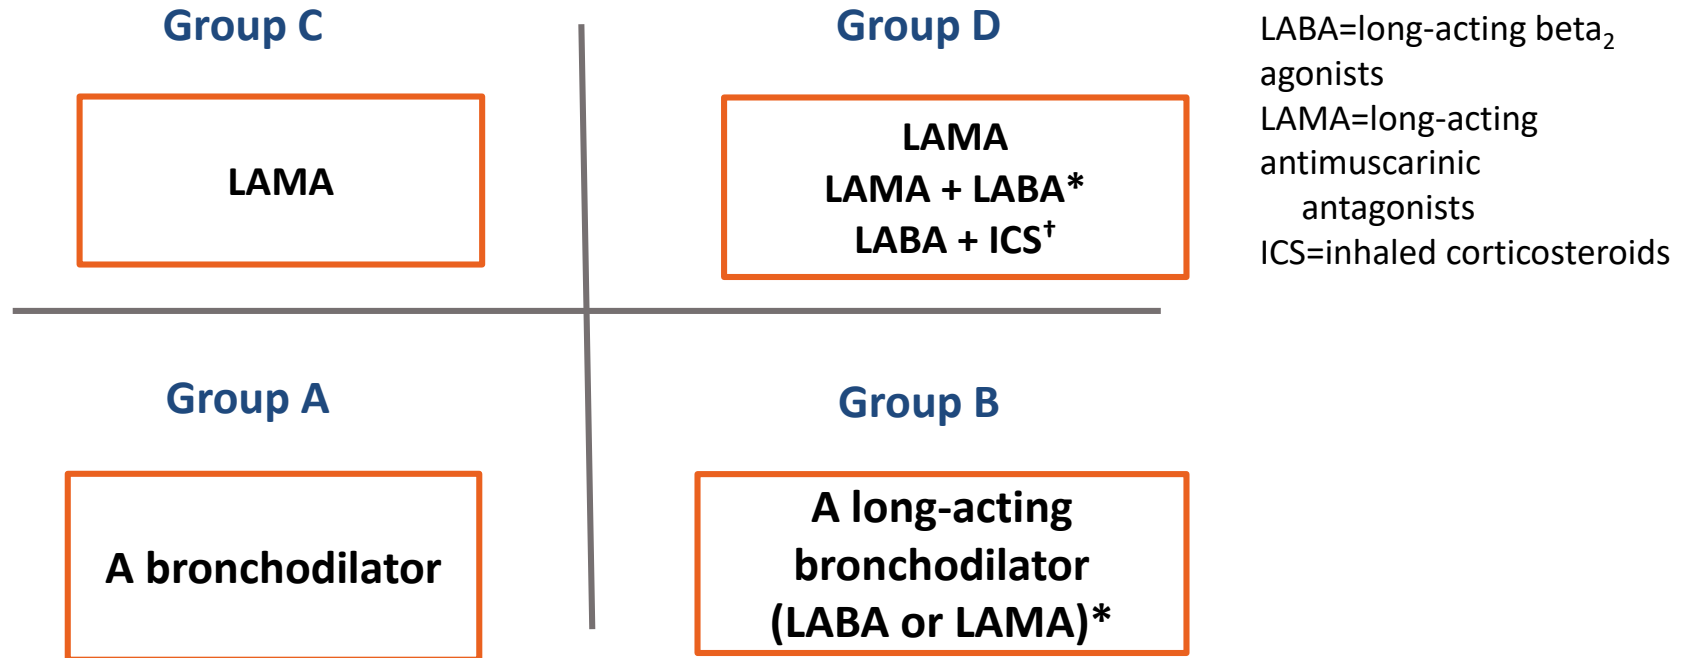 Group C
LAMA
Group D
LAMA
LAMA + LABA*
LABA + ICS†
LABA=long-acting beta₂
agonists
LAMA=long-acting
antimuscarinic
antagonists
ICS=inhaled corticosteroids
Group A
A bronchodilator
Group B
A long-acting
bronchodilator
(LABA or LAMA)*